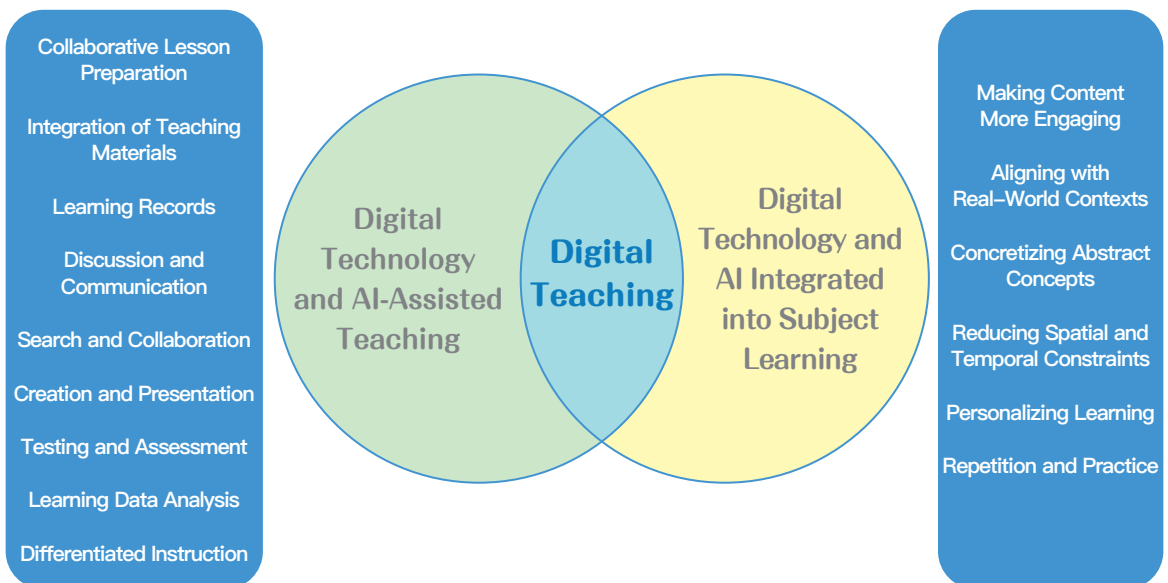 Collaborative Lesson
Preparation
Integration of Teaching
Materials
Learning Records
Discussion and
Communication
Search and Collaboration
Creation and Presentation
Testing and Assessment
Learning Data Analysis
Differentiated Instruction
Digital
Technology
and AI-Assisted
Teaching
Digital
Teaching
Digital
Technology and
AI Integrated
into Subject
Learning
Making Content
More Engaging
Aligning with
Real-World Contexts
Concretizing Abstract
Concepts
Reducing Spatial and
Temporal Constraints
Personalizing Learning
Repetition and Practice